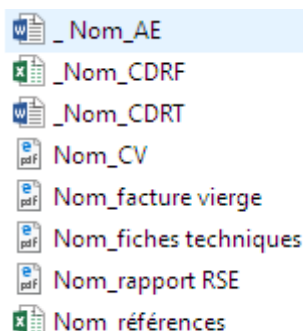 _ Nom_AE
_Nom_CDRF
_Nom_CDRT
Nom_CV
Nom_facture vierge
Nom_fiches techniques
Nom_rapport RSE
Nom_références